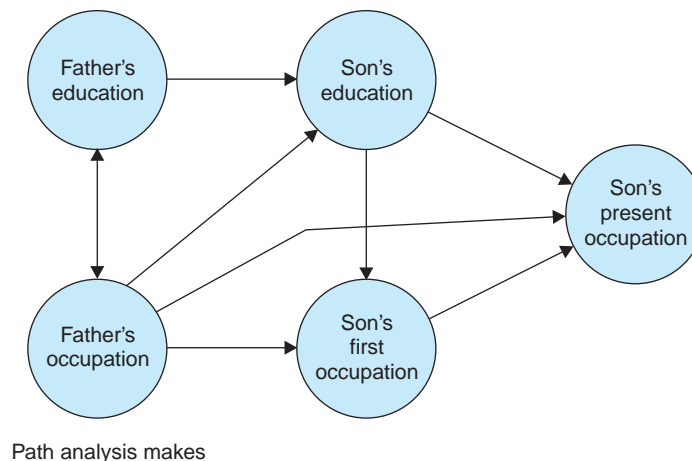 Father's
education
Son's
education
Son's
present
occupation
Father's
occupation
Son's
first
occupation
Path analysis makes